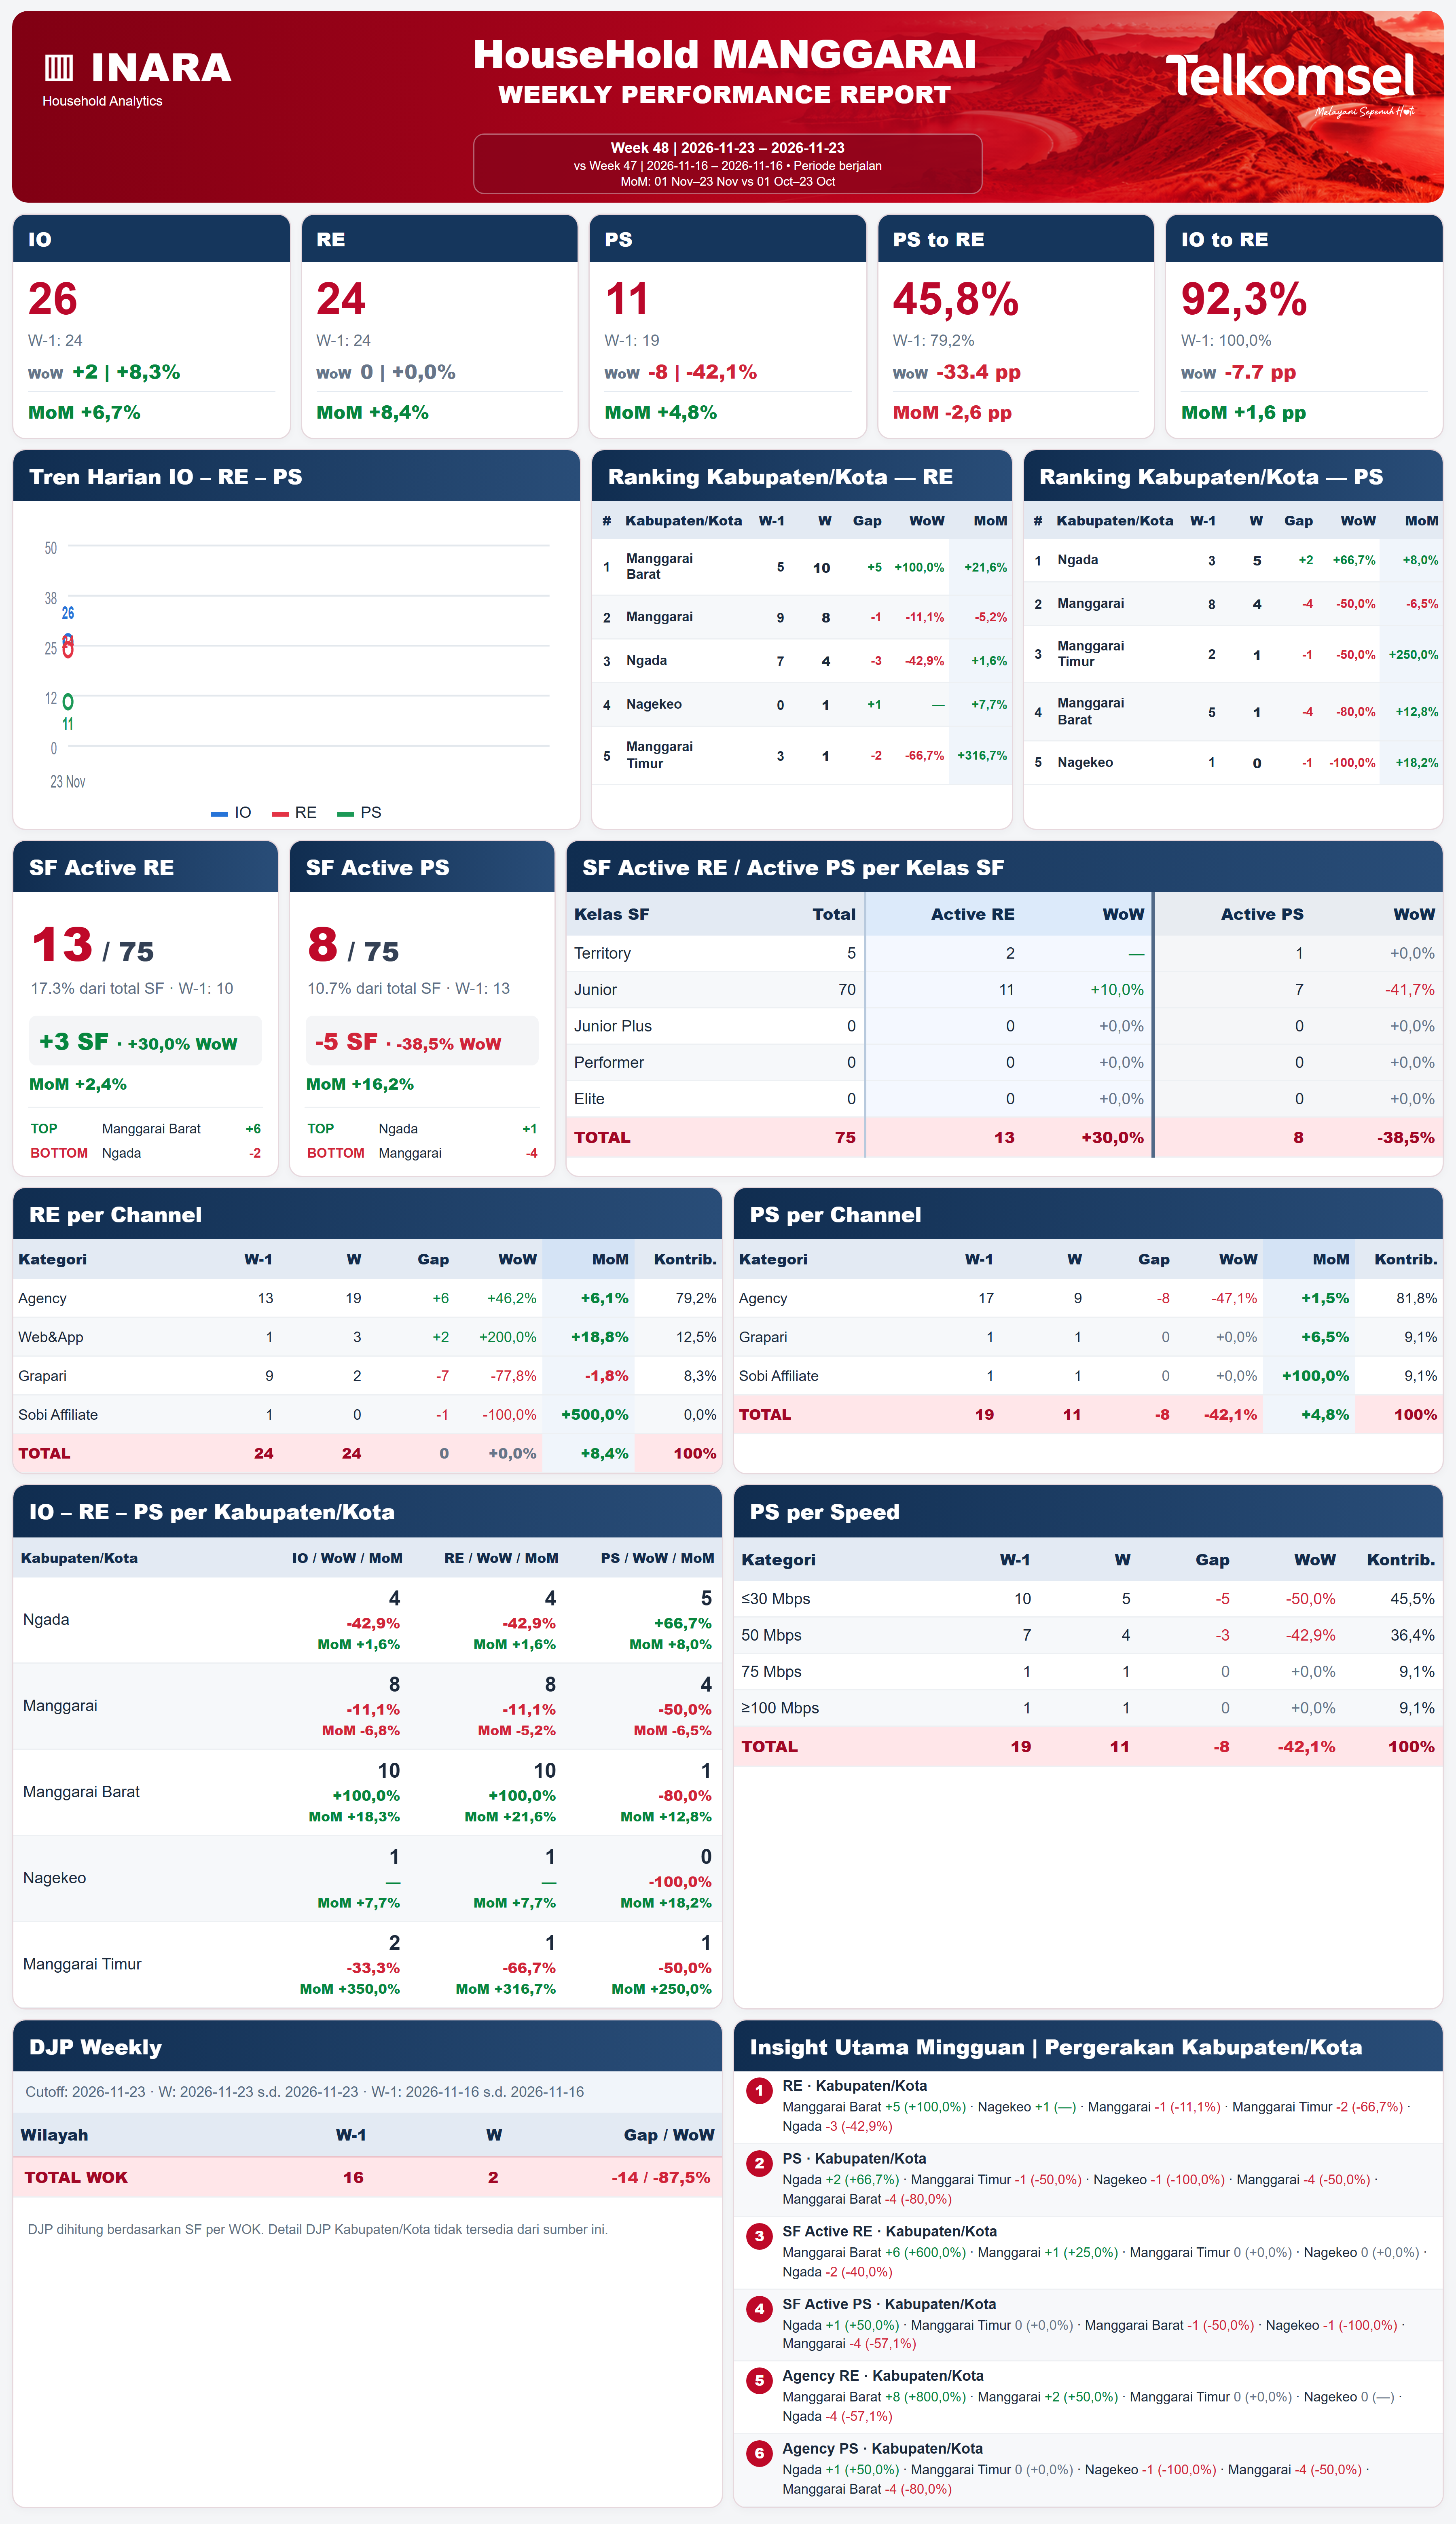 INARA
Household Analytics
HouseHold MANGGARAI
WEEKLY PERFORMANCE REPORT
Week 48 | 2026-11-23 – 2026-11-23
vs Week 47 | 2026-11-16 – 2026-11-16 • Periode berjalan
MoM: 01 Nov–23 Nov vs 01 Oct–23 Oct
Telkomsel
Melayani Sepenuh Hati
IO
26
W-1: 24
WoW +2 | +8,3%
MoM +6,7%
RE
24
W-1: 24
WoW 0 | +0,0%
MoM +8,4%
PS
11
W-1: 19
WoW -8 | -42,1%
MoM +4,8%
PS to RE
45,8%
W-1: 79,2%
WoW -33.4 pp
MoM -2,6 pp
IO to RE
92,3%
W-1: 100,0%
WoW -7.7 pp
MoM +1,6 pp
Tren Harian IO – RE – PS
50
38
26
25
24
12
11
0
23 Nov
IO RE PS
Ranking Kabupaten/Kota — RE
# Kabupaten/Kota W-1 W Gap WoW MoM
1 Manggarai Barat 5 10 +5 +100,0% +21,6%
2 Manggarai 9 8 -1 -11,1% -5,2%
3 Ngada 7 4 -3 -42,9% +1,6%
4 Nagekeo 0 1 +1 — +7,7%
5 Manggarai Timur 3 1 -2 -66,7% +316,7%
Ranking Kabupaten/Kota — PS
# Kabupaten/Kota W-1 W Gap WoW MoM
1 Ngada 3 5 +2 +66,7% +8,0%
2 Manggarai 8 4 -4 -50,0% -6,5%
3 Manggarai Timur 2 1 -1 -50,0% +250,0%
4 Manggarai Barat 5 1 -4 -80,0% +12,8%
5 Nagekeo 1 0 -1 -100,0% +18,2%
SF Active RE
13 / 75
17.3% dari total SF · W-1: 10
+3 SF · +30,0% WoW
MoM +2,4%
TOP Manggarai Barat +6
BOTTOM Ngada -2
SF Active PS
8 / 75
10.7% dari total SF · W-1: 13
-5 SF · -38,5% WoW
MoM +16,2%
TOP Ngada +1
BOTTOM Manggarai -4
SF Active RE / Active PS per Kelas SF
Kelas SF Total Active RE WoW Active PS WoW
Territory 5 2 — 1 +0,0%
Junior 70 11 +10,0% 7 -41,7%
Junior Plus 0 0 +0,0% 0 +0,0%
Performer 0 0 +0,0% 0 +0,0%
Elite 0 0 +0,0% 0 +0,0%
TOTAL 75 13 +30,0% 8 -38,5%
RE per Channel
Kategori W-1 W Gap WoW MoM Kontrib.
Agency 13 19 +6 +46,2% +6,1% 79,2%
Web&App 1 3 +2 +200,0% +18,8% 12,5%
Grapari 9 2 -7 -77,8% -1,8% 8,3%
Sobi Affiliate 1 0 -1 -100,0% +500,0% 0,0%
TOTAL 24 24 0 +0,0% +8,4% 100%
PS per Channel
Kategori W-1 W Gap WoW MoM Kontrib.
Agency 17 9 -8 -47,1% +1,5% 81,8%
Grapari 1 1 0 +0,0% +6,5% 9,1%
Sobi Affiliate 1 1 0 +0,0% +100,0% 9,1%
TOTAL 19 11 -8 -42,1% +4,8% 100%
IO – RE – PS per Kabupaten/Kota
Kabupaten/Kota IO / WoW / MoM RE / WoW / MoM PS / WoW / MoM
4 4 5
Ngada -42,9% -42,9% +66,7%
MoM +1,6% MoM +1,6% MoM +8,0%
8 8 4
Manggarai -11,1% -11,1% -50,0%
MoM -6,8% MoM -5,2% MoM -6,5%
10 10 1
Manggarai Barat +100,0% +100,0% -80,0%
MoM +18,3% MoM +21,6% MoM +12,8%
1 1 0
Nagekeo — — -100,0%
MoM +7,7% MoM +7,7% MoM +18,2%
2 1 1
Manggarai Timur -33,3% -66,7% -50,0%
MoM +350,0% MoM +316,7% MoM +250,0%
PS per Speed
Kategori W-1 W Gap WoW Kontrib.
≤30 Mbps 10 5 -5 -50,0% 45,5%
50 Mbps 7 4 -3 -42,9% 36,4%
75 Mbps 1 1 0 +0,0% 9,1%
≥100 Mbps 1 1 0 +0,0% 9,1%
TOTAL 19 11 -8 -42,1% 100%
DJP Weekly
Cutoff: 2026-11-23 · W: 2026-11-23 s.d. 2026-11-23 · W-1: 2026-11-16 s.d. 2026-11-16
Wilayah W-1 W Gap / WoW
TOTAL WOK 16 2 -14 / -87,5%
DJP dihitung berdasarkan SF per WOK. Detail DJP Kabupaten/Kota tidak tersedia dari sumber ini.
Insight Utama Mingguan | Pergerakan Kabupaten/Kota
1 RE · Kabupaten/Kota
Manggarai Barat +5 (+100,0%) · Nagekeo +1 (—) · Manggarai -1 (-11,1%) · Manggarai Timur -2 (-66,7%) ·
Ngada -3 (-42,9%)
2 PS · Kabupaten/Kota
Ngada +2 (+66,7%) · Manggarai Timur -1 (-50,0%) · Nagekeo -1 (-100,0%) · Manggarai -4 (-50,0%) ·
Manggarai Barat -4 (-80,0%)
3 SF Active RE · Kabupaten/Kota
Manggarai Barat +6 (+600,0%) · Manggarai +1 (+25,0%) · Manggarai Timur 0 (+0,0%) · Nagekeo 0 (+0,0%) ·
Ngada -2 (-40,0%)
4 SF Active PS · Kabupaten/Kota
Ngada +1 (+50,0%) · Manggarai Timur 0 (+0,0%) · Manggarai Barat -1 (-50,0%) · Nagekeo -1 (-100,0%) ·
Manggarai -4 (-57,1%)
5 Agency RE · Kabupaten/Kota
Manggarai Barat +8 (+800,0%) · Manggarai +2 (+50,0%) · Manggarai Timur 0 (+0,0%) · Nagekeo 0 (—) ·
Ngada -4 (-57,1%)
6 Agency PS · Kabupaten/Kota
Ngada +1 (+50,0%) · Manggarai Timur 0 (+0,0%) · Nagekeo -1 (-100,0%) · Manggarai -4 (-50,0%) ·
Manggarai Barat -4 (-80,0%)